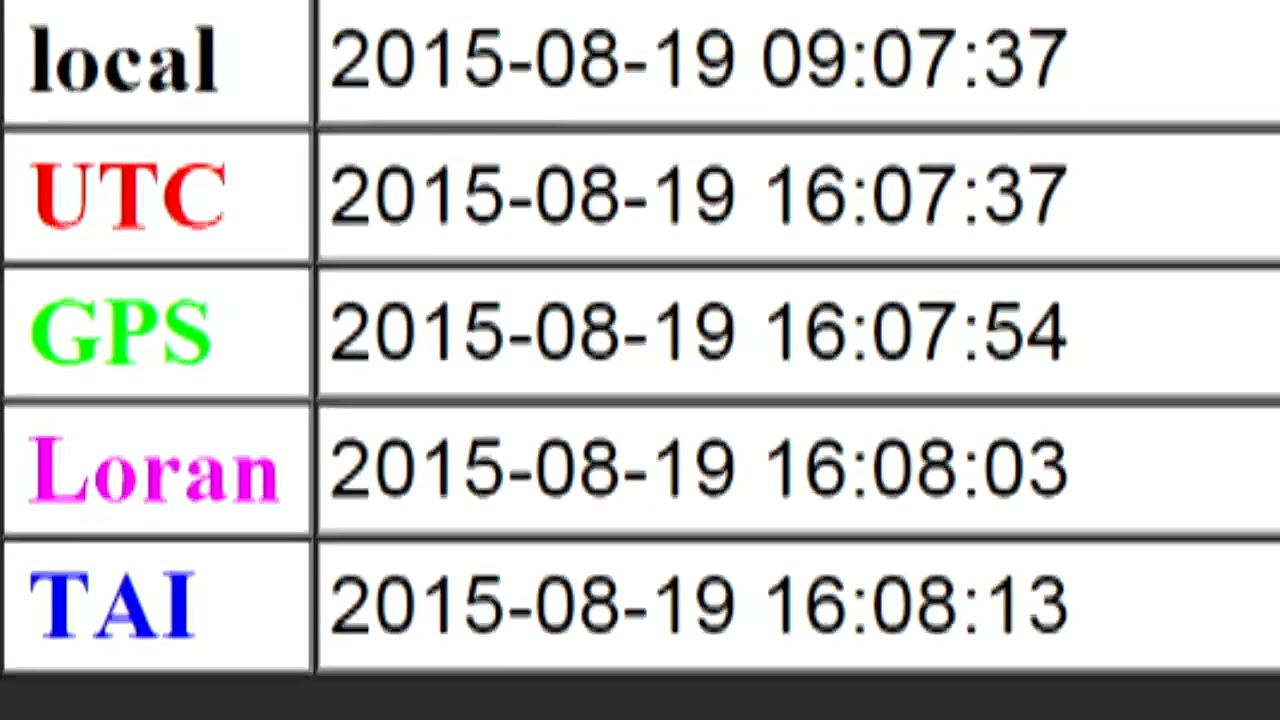 local 2015-08-19 09:07:37
UTC 2015-08-19 16:07:37
GPS 2015-08-19 16:07:54
Loran 2015-08-19 16:08:03
TAI 2015-08-19 16:08:13